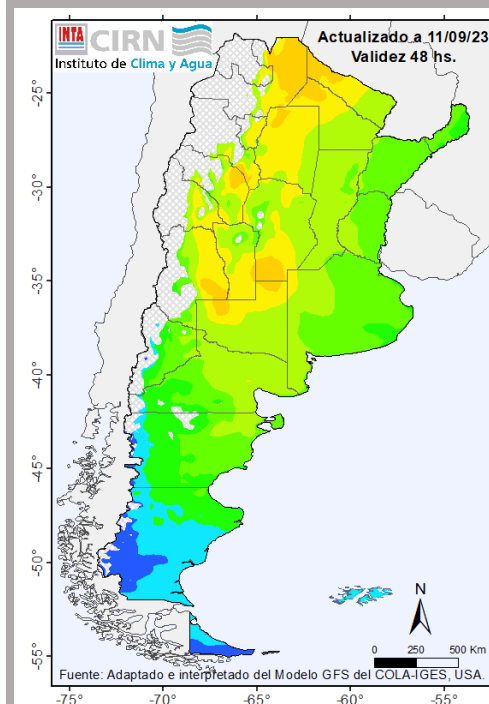 INTA CIRN
Instituto de Clima y Agua
Actualizado a 11/09/23
Validez 48 hs.
-25°
-30°
-35°
-40°
-45°
-50°
-55°
N
0 250 500 Km
Fuente: Adaptado e interpretado del Modelo GFS del COLA-IGES, USA.
-75° -70° -65° -60° -55°